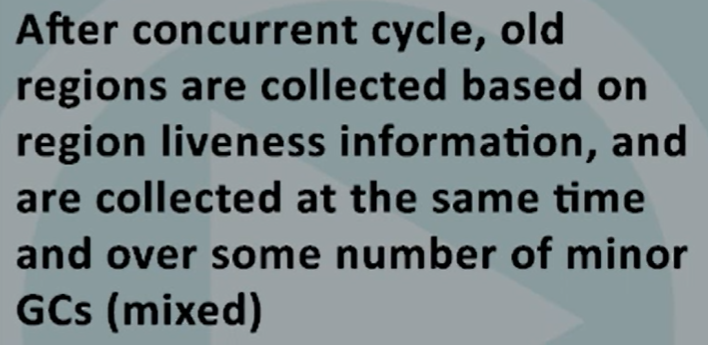 After concurrent cycle, old
regions are collected based on
region liveness information, and
are collected at the same time
and over some number of minor
GCs (mixed)